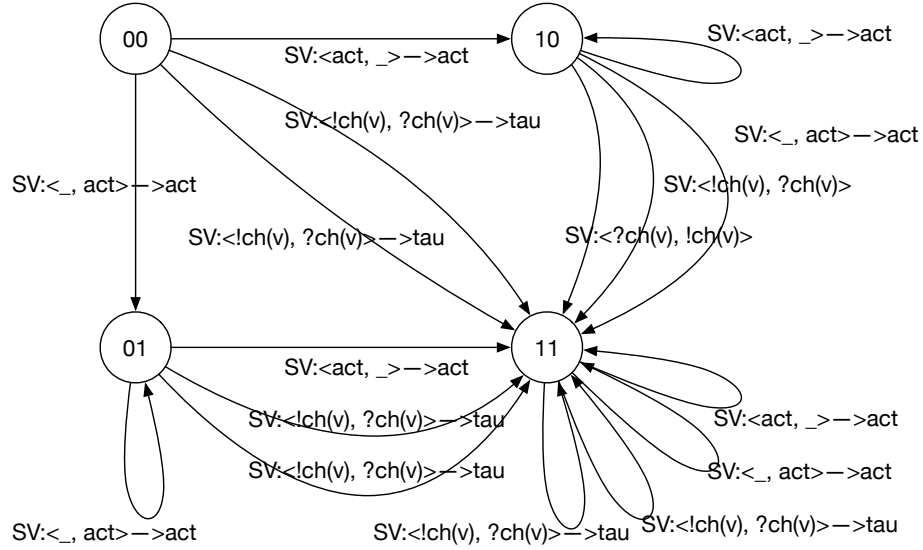 00
10
SV:<act, _>—>act
SV:<act, _>—>act
SV:<!ch(v), ?ch(v)>—>tau
SV:<_, act>—>act
SV:<_, act>—>act
SV:<!ch(v), ?ch(v)>
SV:<!ch(v), ?ch(v)>—>tau
SV:<?ch(v), !ch(v)>
01
11
SV:<act, _>—>act
SV:<!ch(v), ?ch(v)>—>tau
SV:<act, _>—>act
SV:<!ch(v), ?ch(v)>—>tau
SV:<_, act>—>act
SV:<_, act>—>act
SV:<!ch(v), ?ch(v)>—>tau
SV:<!ch(v), ?ch(v)>—>tau